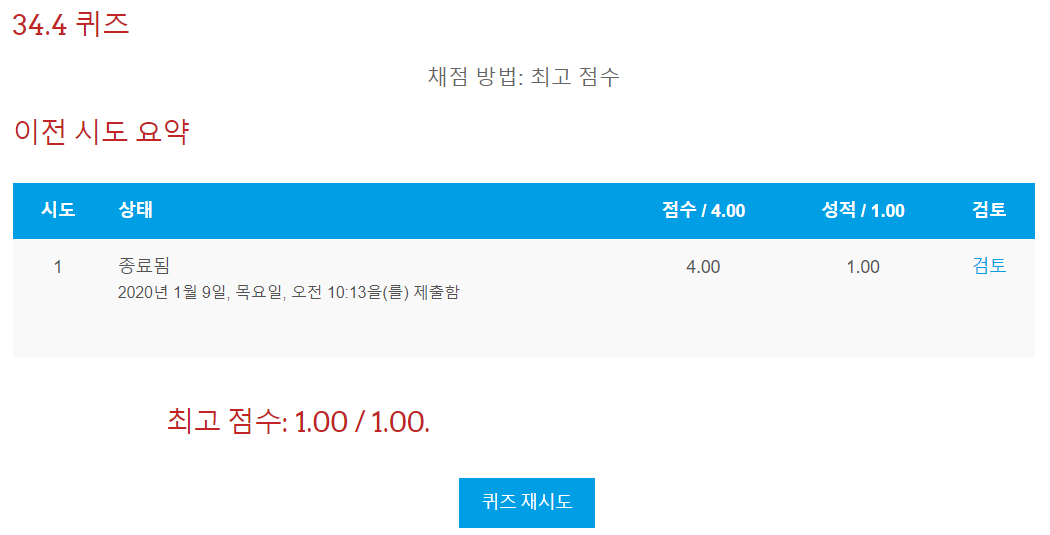 34.4 퀴즈
채점 방법: 최고 점수
이전 시도 요약
시도 상태 점수 / 4.00 성적 / 1.00 검토
1 종료됨 4.00 1.00 검토
2020년 1월 9일, 목요일, 오전 10:13을(를) 제출함
최고 점수: 1.00 / 1.00.
퀴즈 재시도